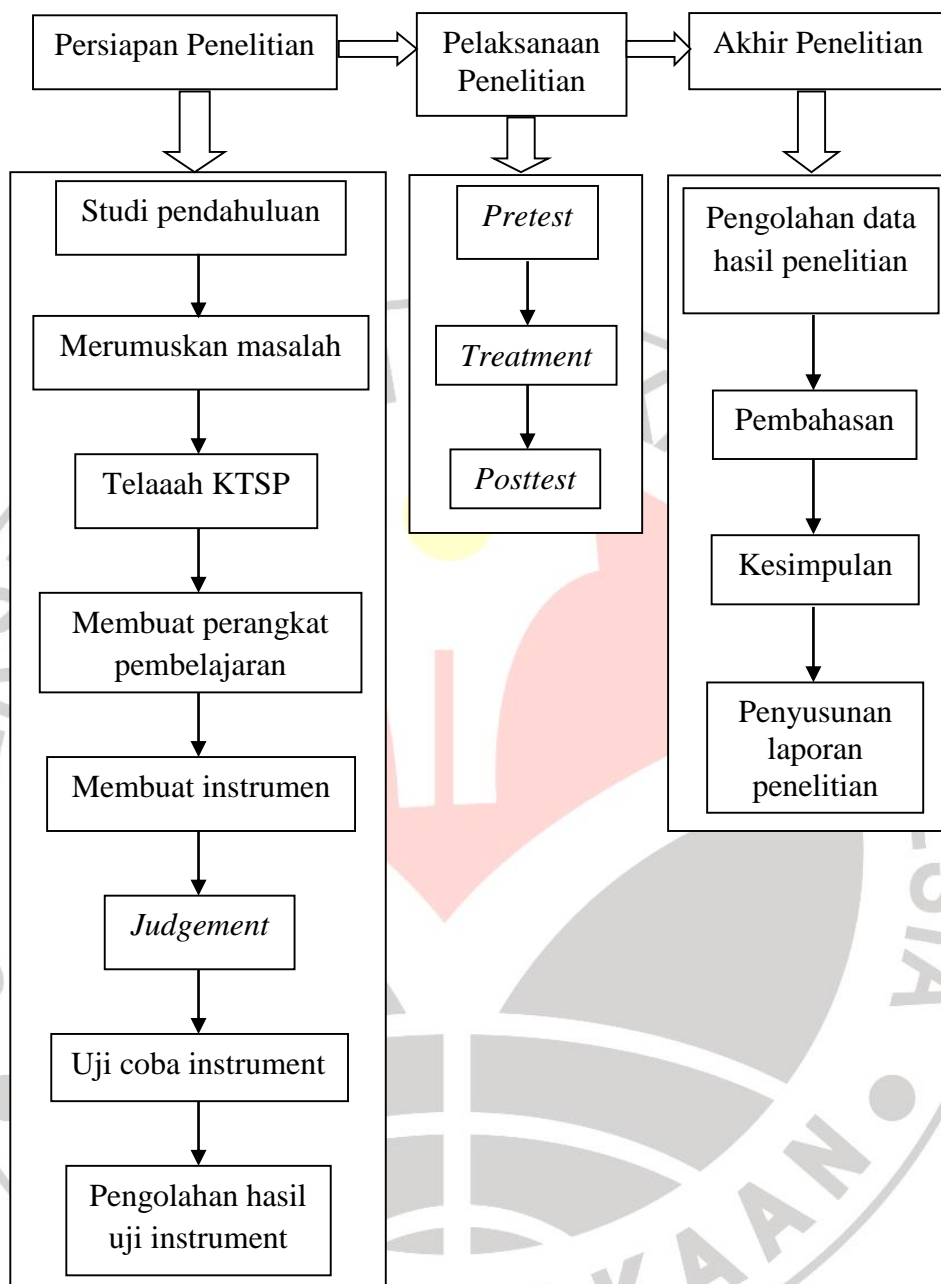 Persiapan Penelitian
Pelaksanaan
Penelitian
Akhir Penelitian
Studi pendahuluan
Merumuskan masalah
Telaaah KTSP
Membuat perangkat
pembelajaran
Membuat instrumen
Judgement
Uji coba instrument
Pengolahan hasil
uji instrument
Pretest
Treatment
Posttest
Pengolahan data
hasil penelitian
Pembahasan
Kesimpulan
Penyusunan
laporan
penelitian